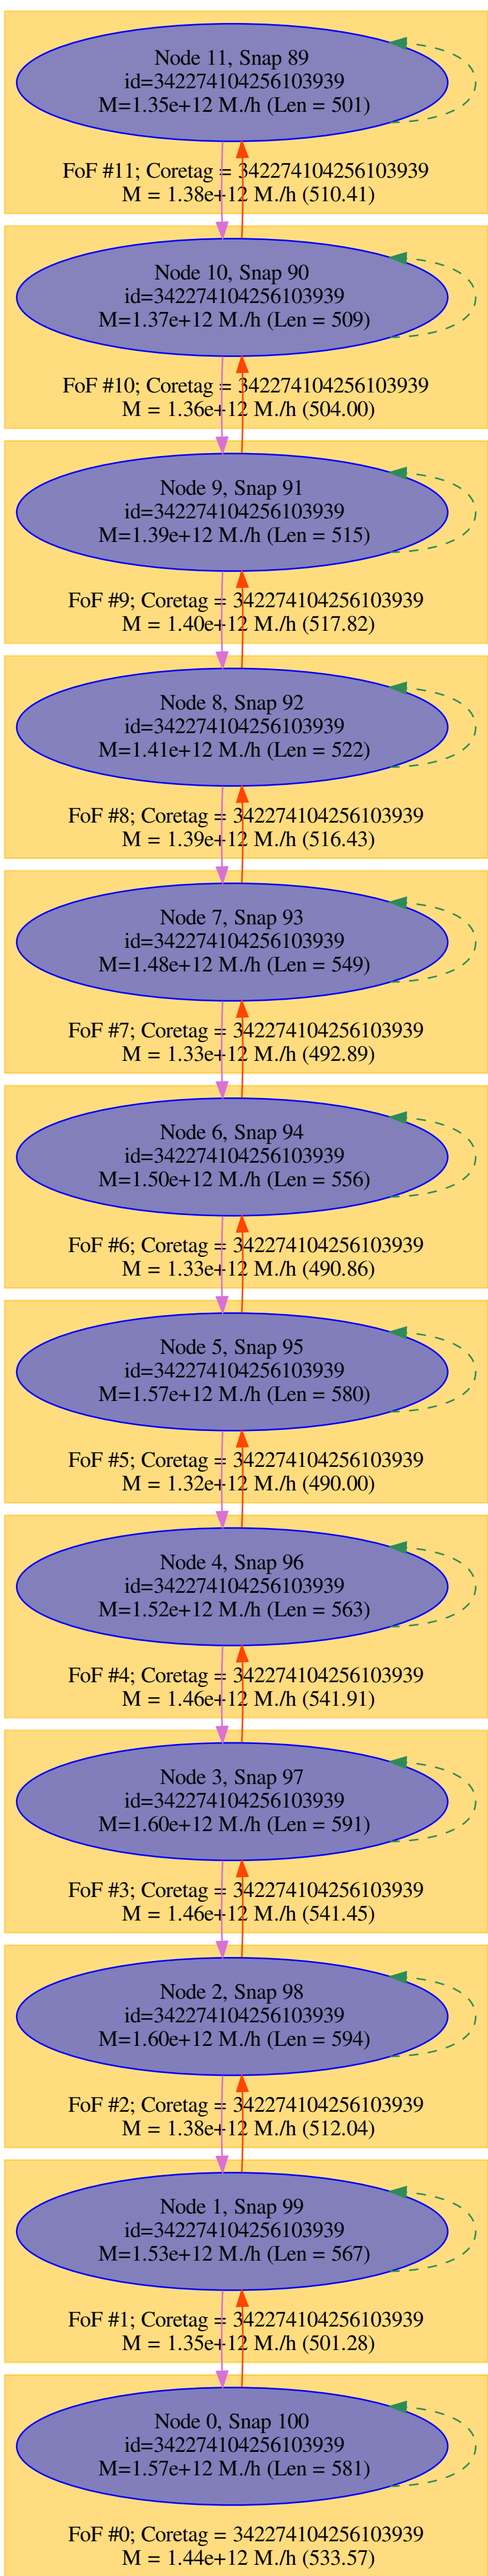 Node 11, Snap 89
id=342274104256103939
M=1.35e+12 M./h (Len = 501)
FoF #11; Coretag = 342274104256103939
M = 1.38e+12 M./h (510.41)
Node 10, Snap 90
id=342274104256103939
M=1.37e+12 M./h (Len = 509)
FoF #10; Coretag = 342274104256103939
M = 1.36e+12 M./h (504.00)
Node 9, Snap 91
id=342274104256103939
M=1.39e+12 M./h (Len = 515)
FoF #9; Coretag = 342274104256103939
M = 1.40e+12 M./h (517.82)
Node 8, Snap 92
id=342274104256103939
M=1.41e+12 M./h (Len = 522)
FoF #8; Coretag = 342274104256103939
M = 1.39e+12 M./h (516.43)
Node 7, Snap 93
id=342274104256103939
M=1.48e+12 M./h (Len = 549)
FoF #7; Coretag = 342274104256103939
M = 1.33e+12 M./h (492.89)
Node 6, Snap 94
id=342274104256103939
M=1.50e+12 M./h (Len = 556)
FoF #6; Coretag = 342274104256103939
M = 1.33e+12 M./h (490.86)
Node 5, Snap 95
id=342274104256103939
M=1.57e+12 M./h (Len = 580)
FoF #5; Coretag = 342274104256103939
M = 1.32e+12 M./h (490.00)
Node 4, Snap 96
id=342274104256103939
M=1.52e+12 M./h (Len = 563)
FoF #4; Coretag = 342274104256103939
M = 1.46e+12 M./h (541.91)
Node 3, Snap 97
id=342274104256103939
M=1.60e+12 M./h (Len = 591)
FoF #3; Coretag = 342274104256103939
M = 1.46e+12 M./h (541.45)
Node 2, Snap 98
id=342274104256103939
M=1.60e+12 M./h (Len = 594)
FoF #2; Coretag = 342274104256103939
M = 1.38e+12 M./h (512.04)
Node 1, Snap 99
id=342274104256103939
M=1.53e+12 M./h (Len = 567)
FoF #1; Coretag = 342274104256103939
M = 1.35e+12 M./h (501.28)
Node 0, Snap 100
id=342274104256103939
M=1.57e+12 M./h (Len = 581)
FoF #0; Coretag = 342274104256103939
M = 1.44e+12 M./h (533.57)